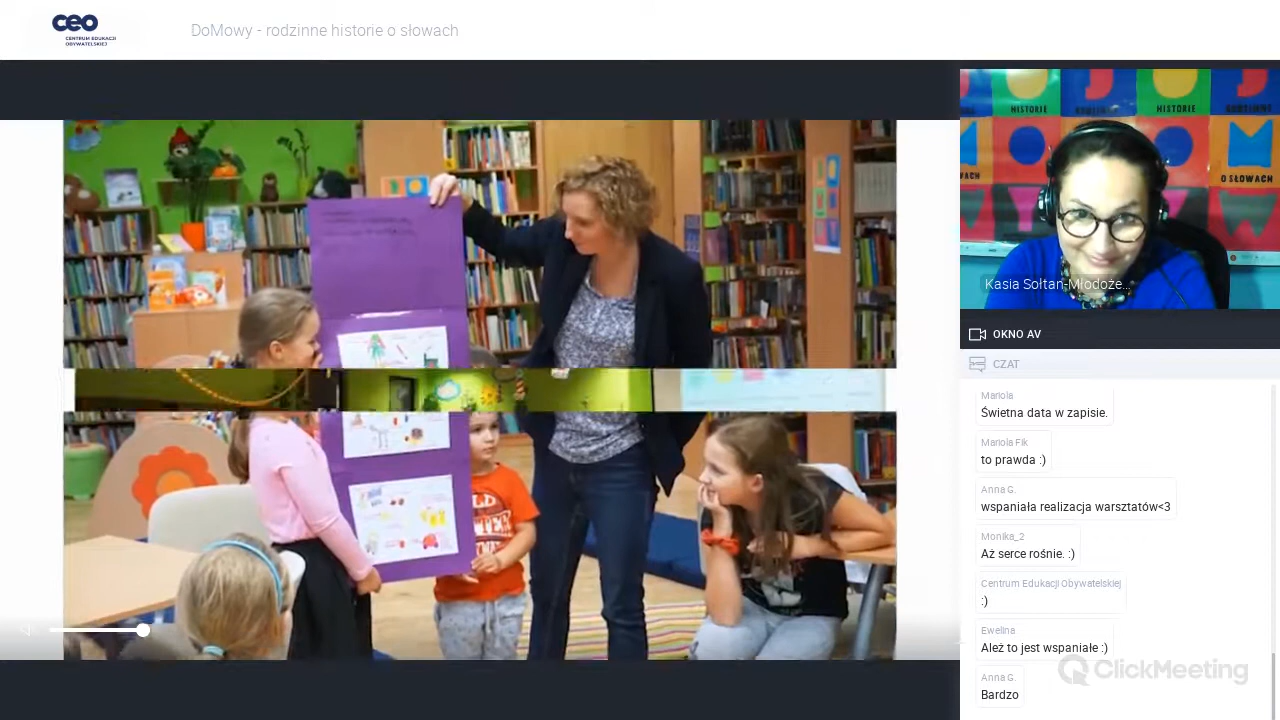 ceo
CENTRUM EDUKACJI
OBYWATELSKIEJ
DoMowy - rodzinne historie o słowach
HISTORIE
HISTORIE
O SŁOWACH
Kasia Sołtan-Młodoże...
OKNO AV
CZAT
Mariola
Świetna data w zapisie.
Mariola Fik
to prawda :)
Anna G.
wspaniała realizacja warsztatów<3
Monika_2
Aż serce rośnie. :)
Centrum Edukacji Obywatelskiej
:)
Ewelina
Ależ to jest wspaniałe :)
Anna G.
Bardzo
ClickMeeting